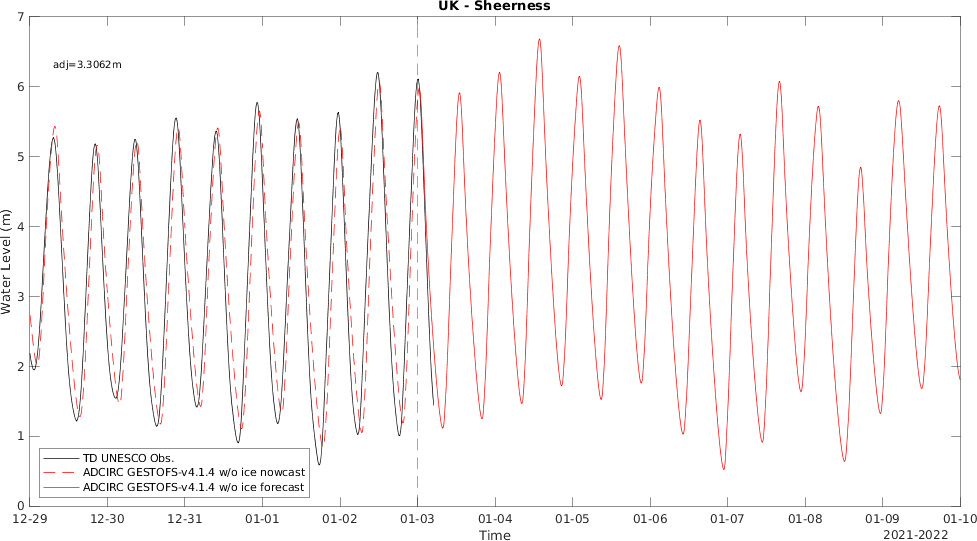 UK - Sheerness
adj=3.3062m
Water Level (m)
7
6
5
4
3
2
1
0
TD UNESCO Obs.
ADCIRC GESTOFS-v4.1.4 w/o ice nowcast
ADCIRC GESTOFS-v4.1.4 w/o ice forecast
12-29 12-30 12-31 01-01 01-02 01-03 01-04 01-05 01-06 01-07 01-08 01-09 01-10
Time
2021-2022